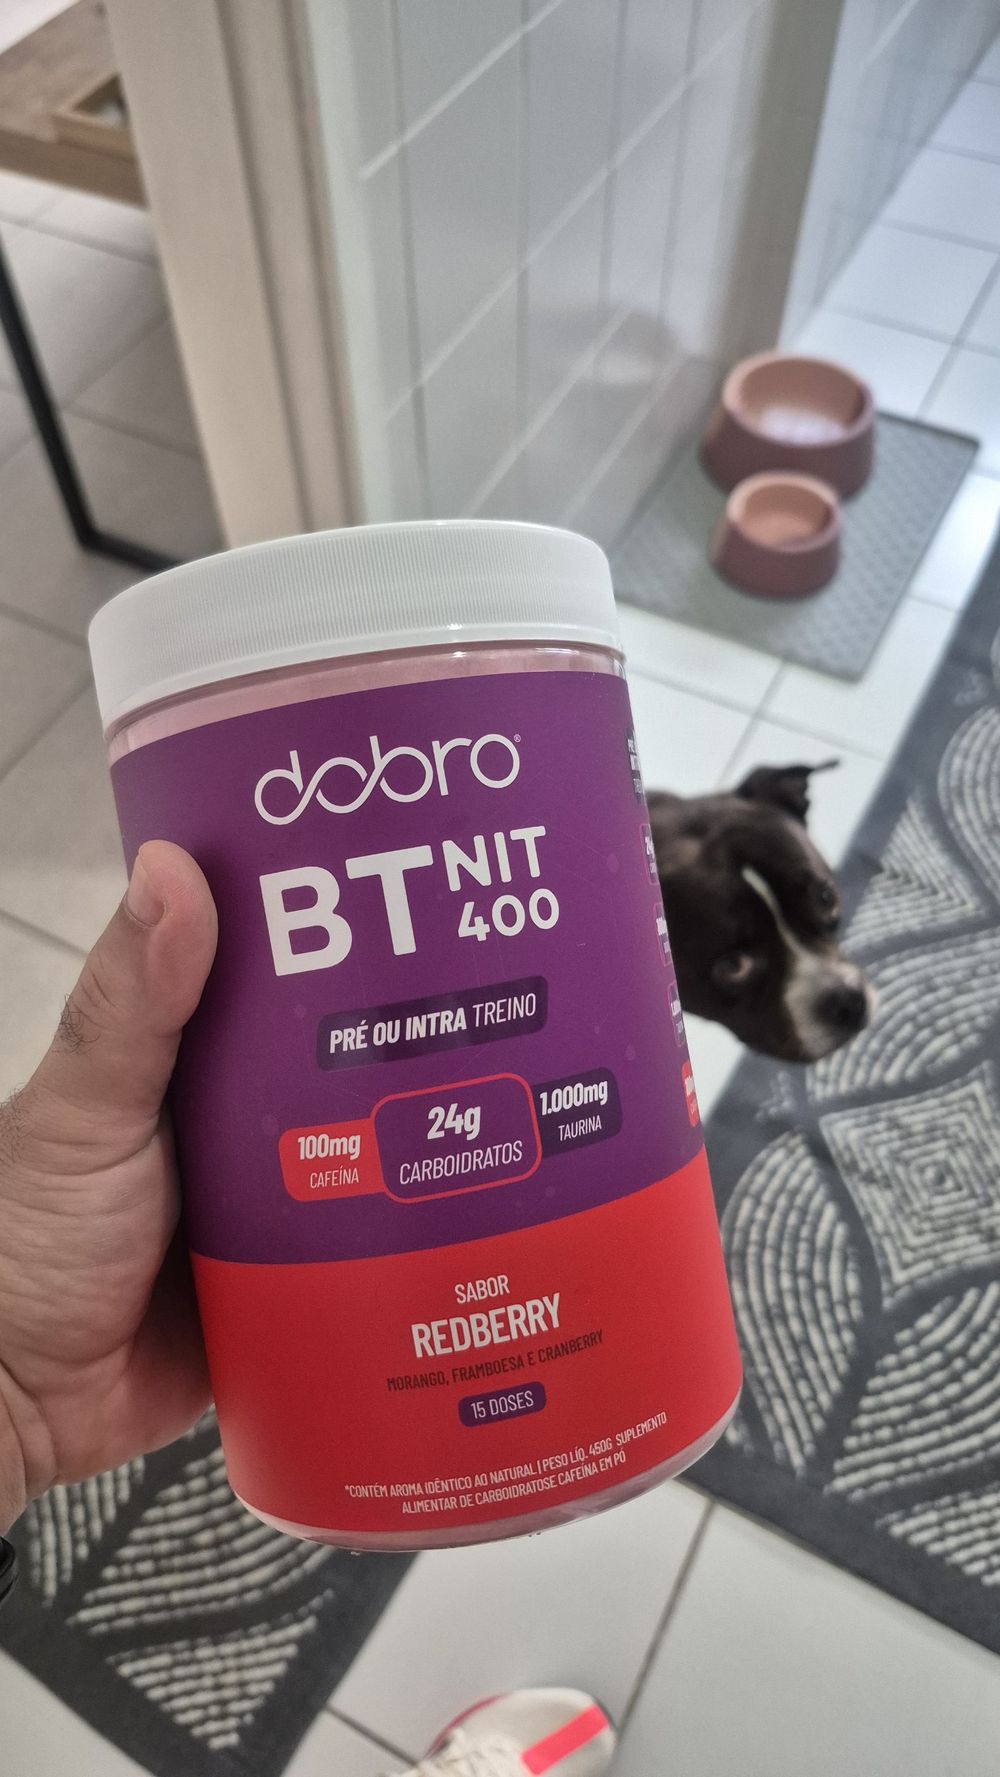 dobro®
BT NIT
400
PRÉ OU INTRA TREINO
100mg
CAFEÍNA
24g
CARBOIDRATOS
1.000mg
TAURINA
SABOR
REDBERRY
MORANGO, FRAMBOESA E CRANBERRY
15 DOSES
*CONTÉM AROMA IDÊNTICO AO NATURAL | PESO LÍQ. 450G SUPLEMENTO
ALIMENTAR DE CARBOIDRATOSE CAFEÍNA EM PÓ